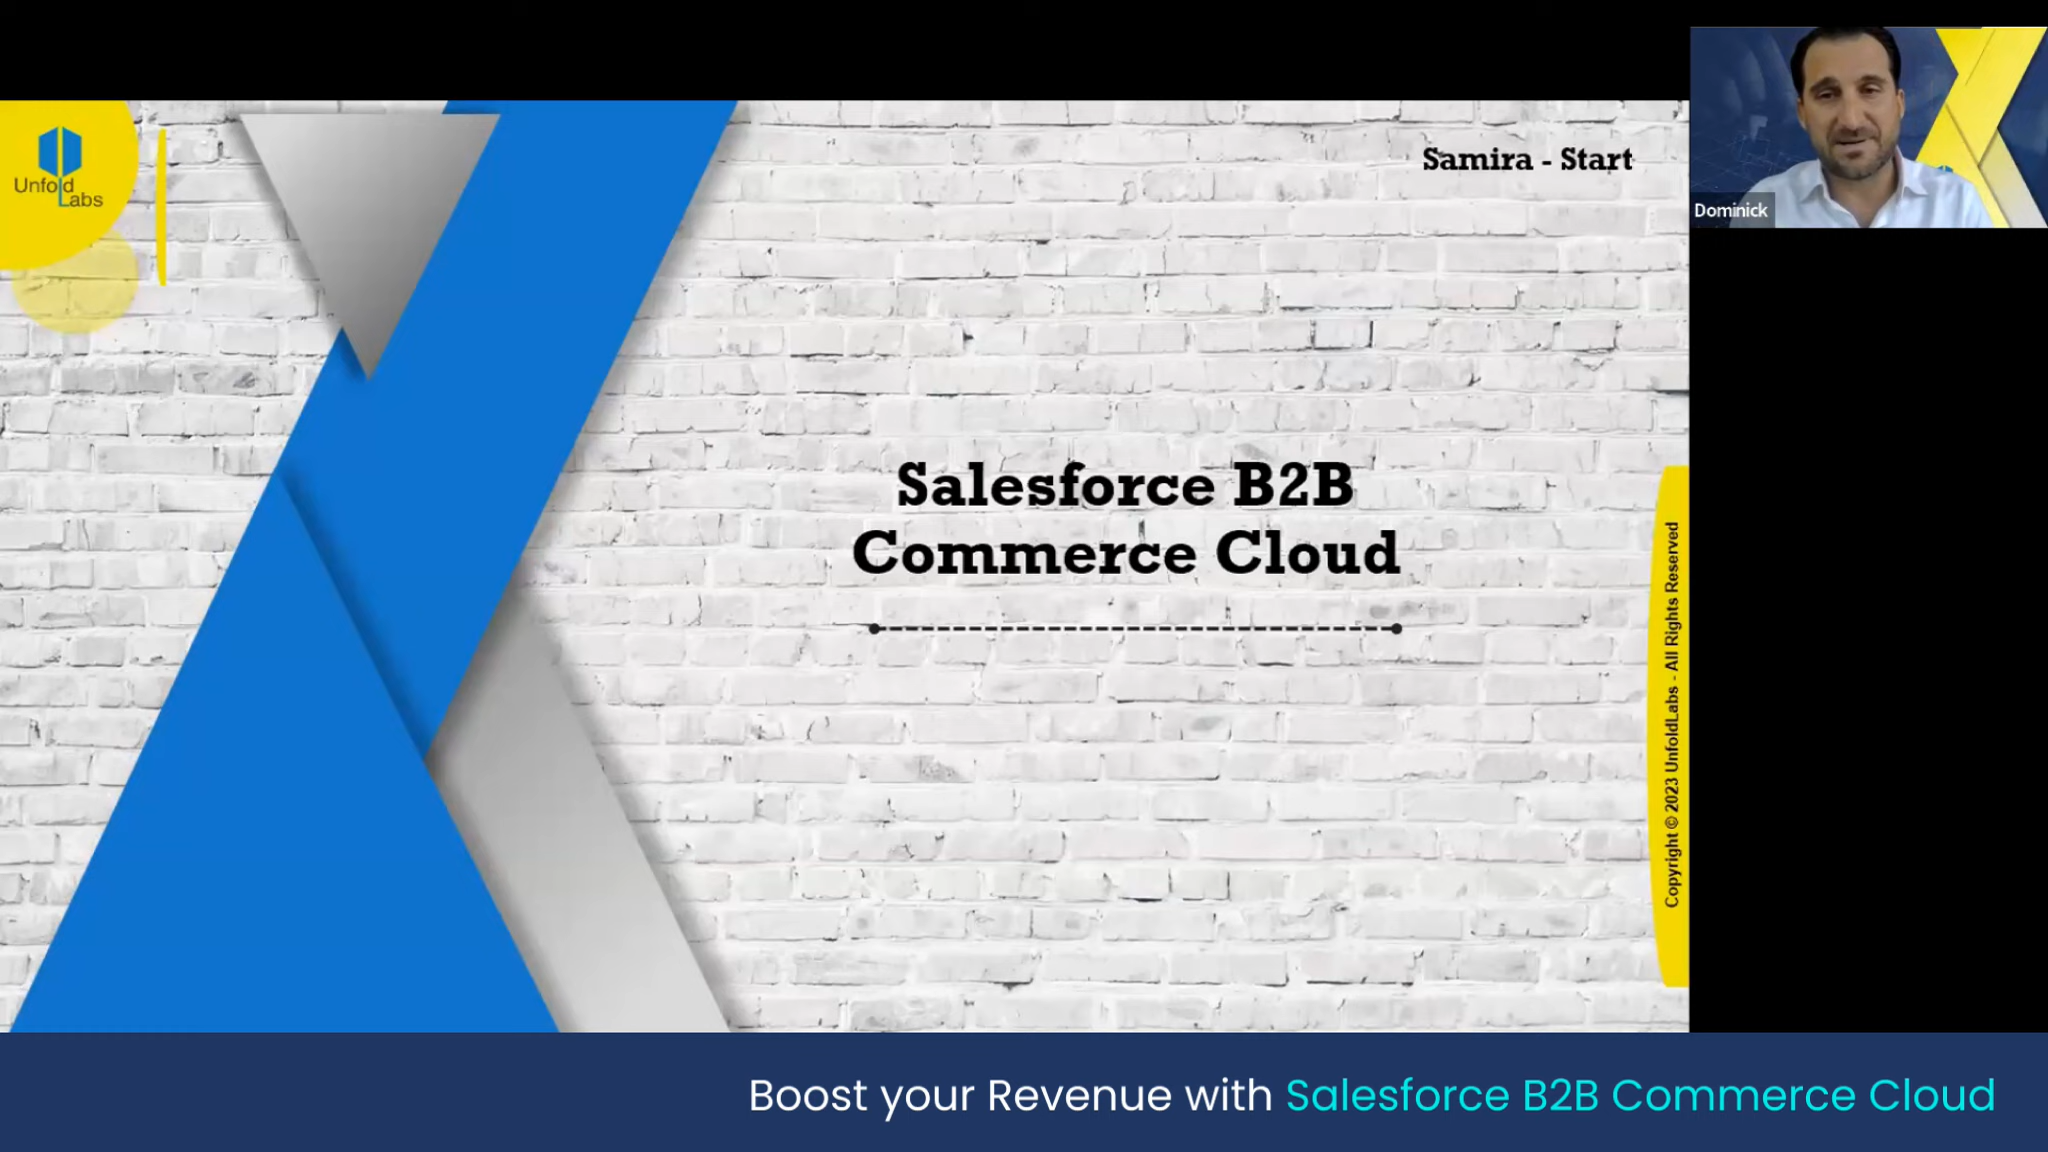 Unfold
Labs
Samira - Start
Dominick
Salesforce B2B
Commerce Cloud
Copyright © 2023 UnfoldLabs - All Rights Reserved
Boost your Revenue with Salesforce B2B Commerce Cloud